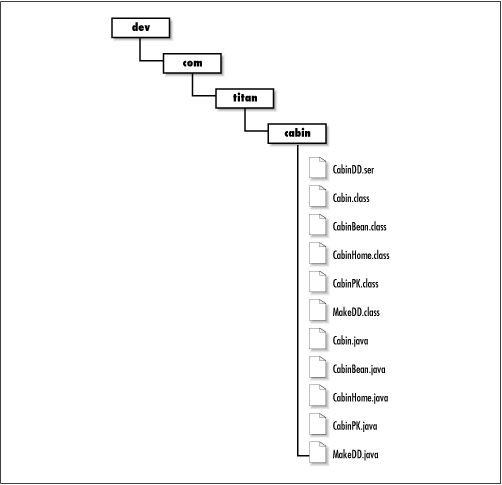 dev
com
titan
cabin
CabinDD.ser
Cabin.class
CabinBean.class
CabinHome.class
CabinPK.class
MakeDD.class
Cabin.java
CabinBean.java
CabinHome.java
CabinPK.java
MakeDD.java